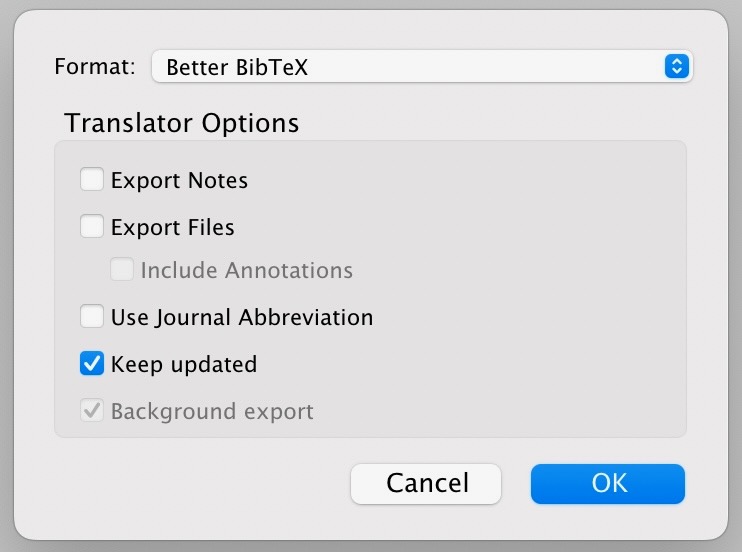 Format: Better BibTeX
Translator Options
Export Notes
Export Files
Include Annotations
Use Journal Abbreviation
Keep updated
Background export
Cancel OK